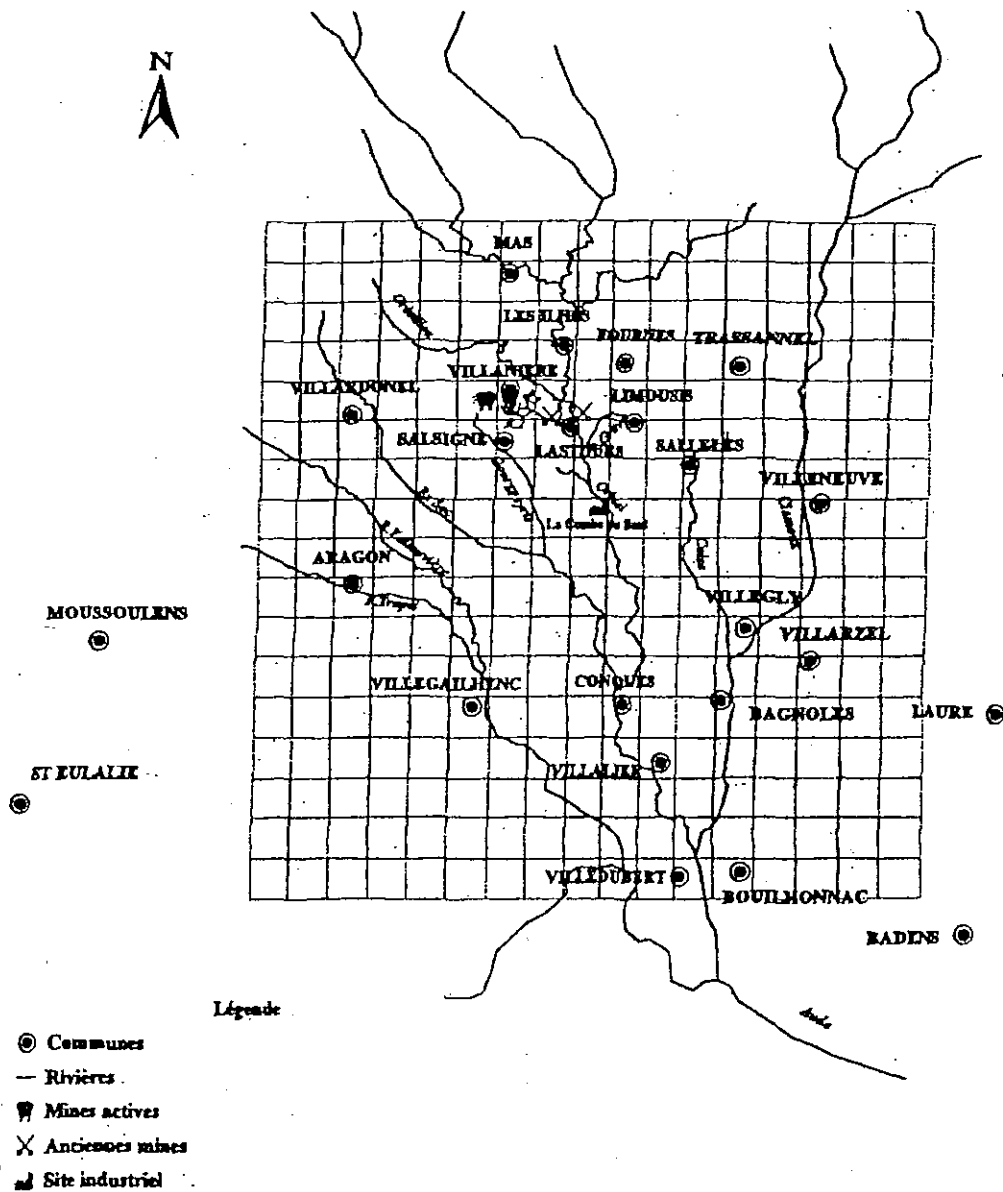 N
MAS
LES ILHES
FOURNES
TRASSANNEL
VILLANIERE
VILLARDONEL
LIMOUSIS
SALSIGNE
LASTOURS
SALLELES
VILLENEUVE
La Combe du Saut
ARAGON
MOUSSOULENS
VILLEGLY
VILLARZEL
VILLEGAILHENC
CONQUES
BAGNOLES
LAURE
ST EULALIE
VILLALIER
VILLEDUBERT
BOUILHONNAC
BADENS
Aude
Légende
Communes
Rivières
Mines actives
Anciennes mines
Site industriel